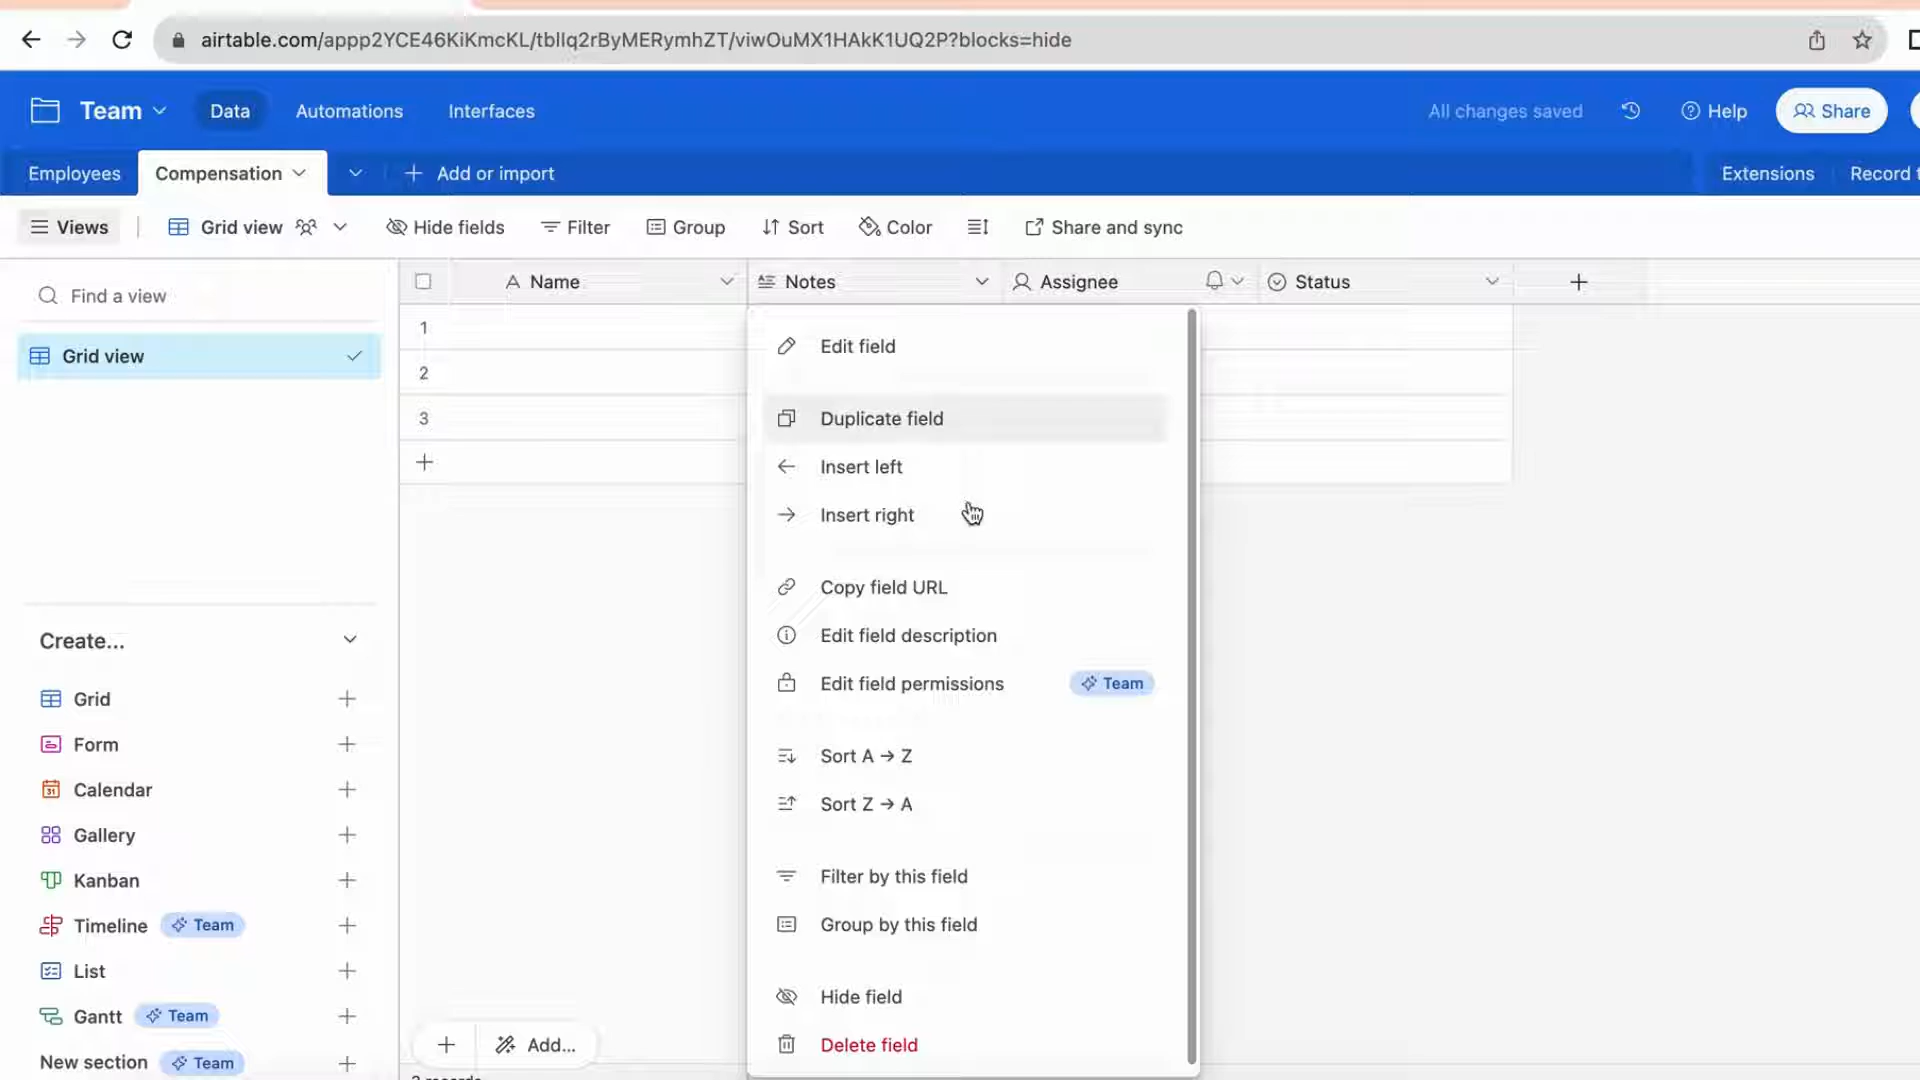 airtable.com/appp2YCE46KiKmcKL/tblIq2rByMERymhZT/viwOuMX1HAkK1UQ2P?blocks=hide
Team Data Automations Interfaces All changes saved Help Share
Employees Compensation Add or import Extensions Record
Views Grid view Hide fields Filter Group Sort Color Share and sync
Find a view
Name Notes Assignee Status
Grid view
1
2
3
Edit field
Duplicate field
Insert left
Insert right
Copy field URL
Edit field description
Edit field permissions Team
Sort A → Z
Sort Z → A
Filter by this field
Group by this field
Hide field
Delete field
Create...
Grid
Form
31 Calendar
Gallery
Kanban
Timeline Team
List
Gantt Team
New section Team
Add...